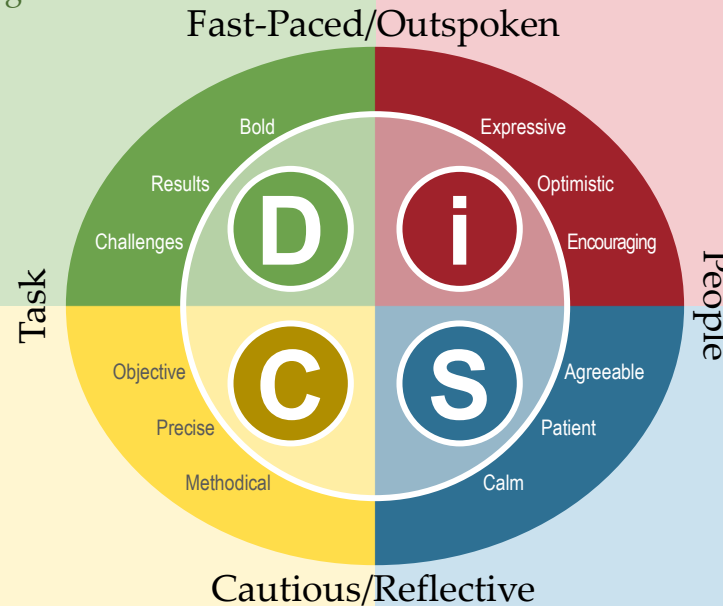 Fast-Paced/Outspoken
Bold
Expressive
Results
Optimistic
Challenges
Encouraging
D
i
Task
People
C
S
Objective
Agreeable
Precise
Patient
Methodical
Calm
Cautious/Reflective